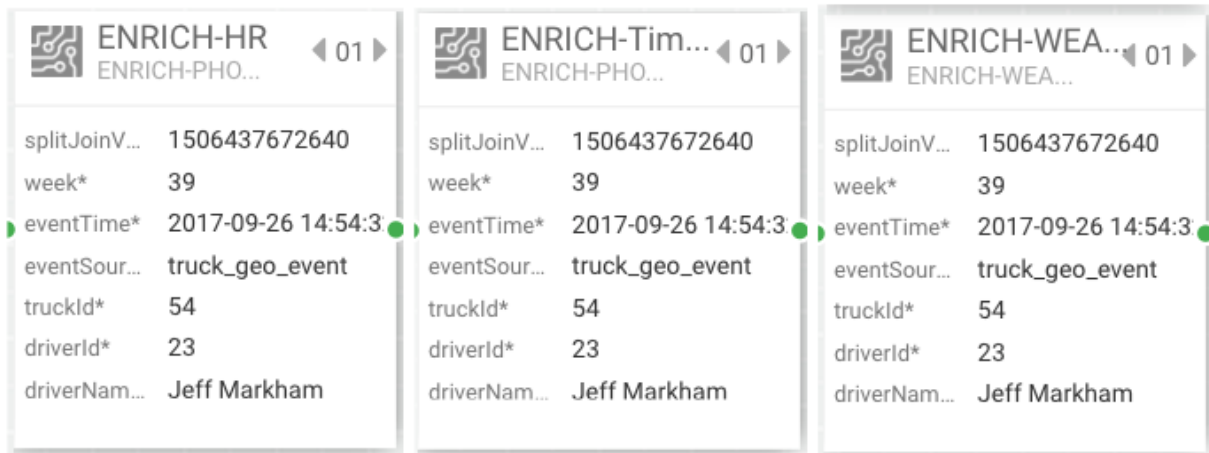 ENRICH-HR 01
ENRICH-PHO...
splitJoinV... 1506437672640
week* 39
eventTime* 2017-09-26 14:54:3
eventSour... truck_geo_event
truckId* 54
driverId* 23
driverNam... Jeff Markham
ENRICH-Tim... 01
ENRICH-PHO...
splitJoinV... 1506437672640
week* 39
eventTime* 2017-09-26 14:54:3
eventSour... truck_geo_event
truckId* 54
driverId* 23
driverNam... Jeff Markham
ENRICH-WEA... 01
ENRICH-WEA...
splitJoinV... 1506437672640
week* 39
eventTime* 2017-09-26 14:54:3
eventSour... truck_geo_event
truckId* 54
driverId* 23
driverNam... Jeff Markham